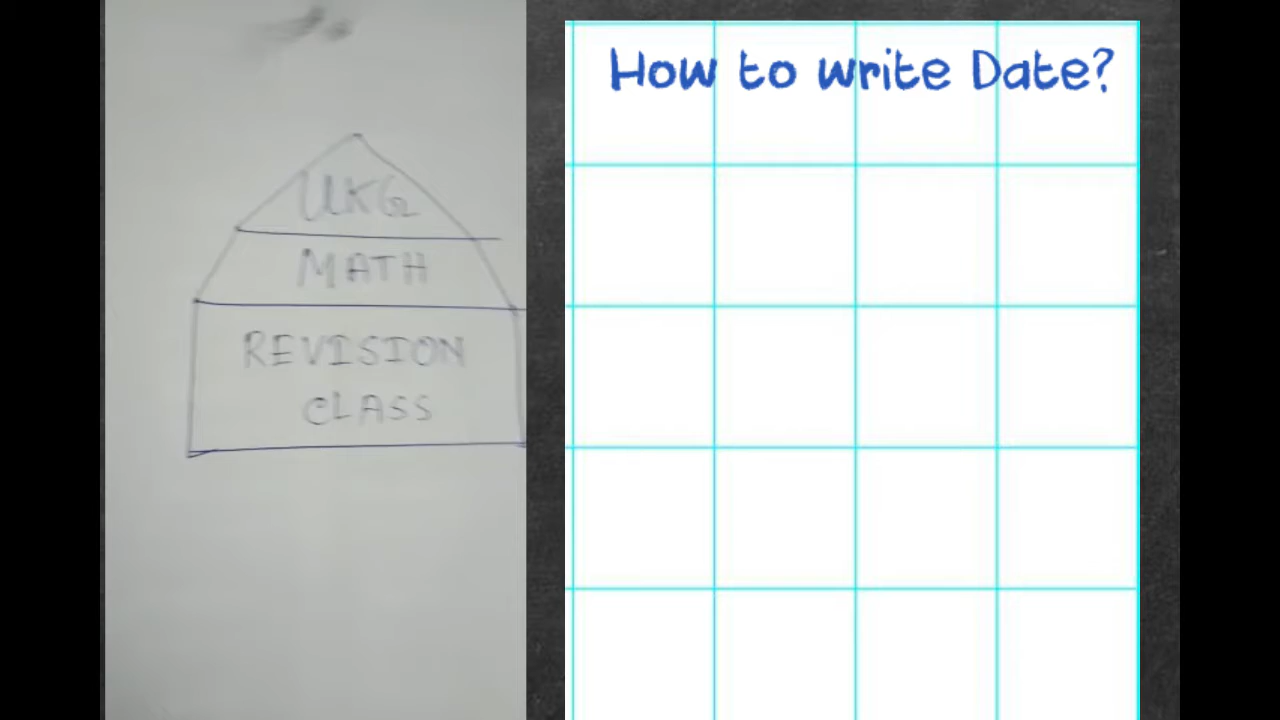 UKG
MATH
REVISION
CLASS
How to write Date?